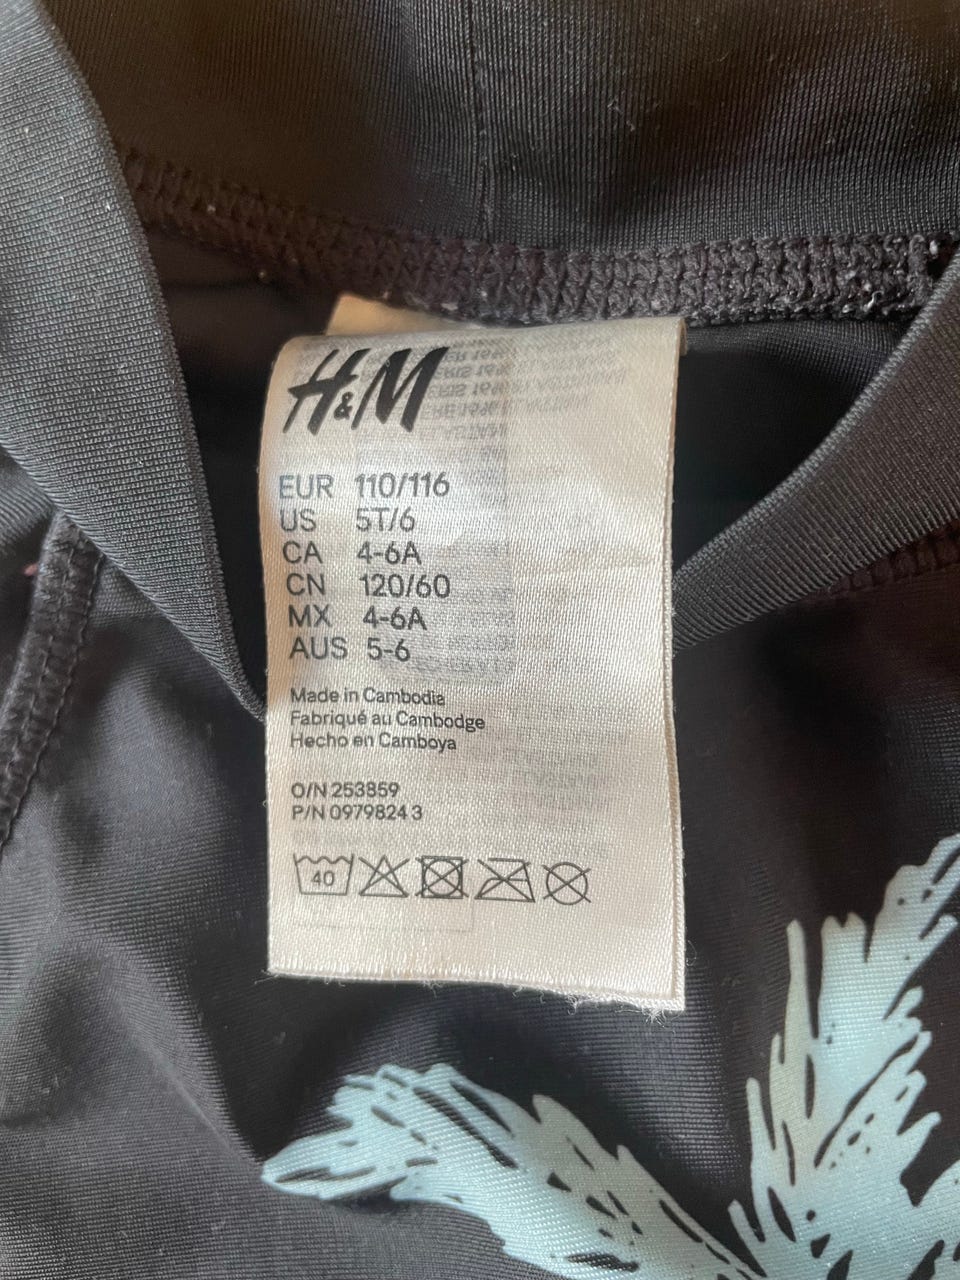 H&M
EUR 110/116
US 5T/6
CA 4-6A
CN 120/60
MX 4-6A
AUS 5-6
Made in Cambodia
Fabriqué au Cambodge
Hecho en Camboya
O/N 253859
P/N 0979824 3
40